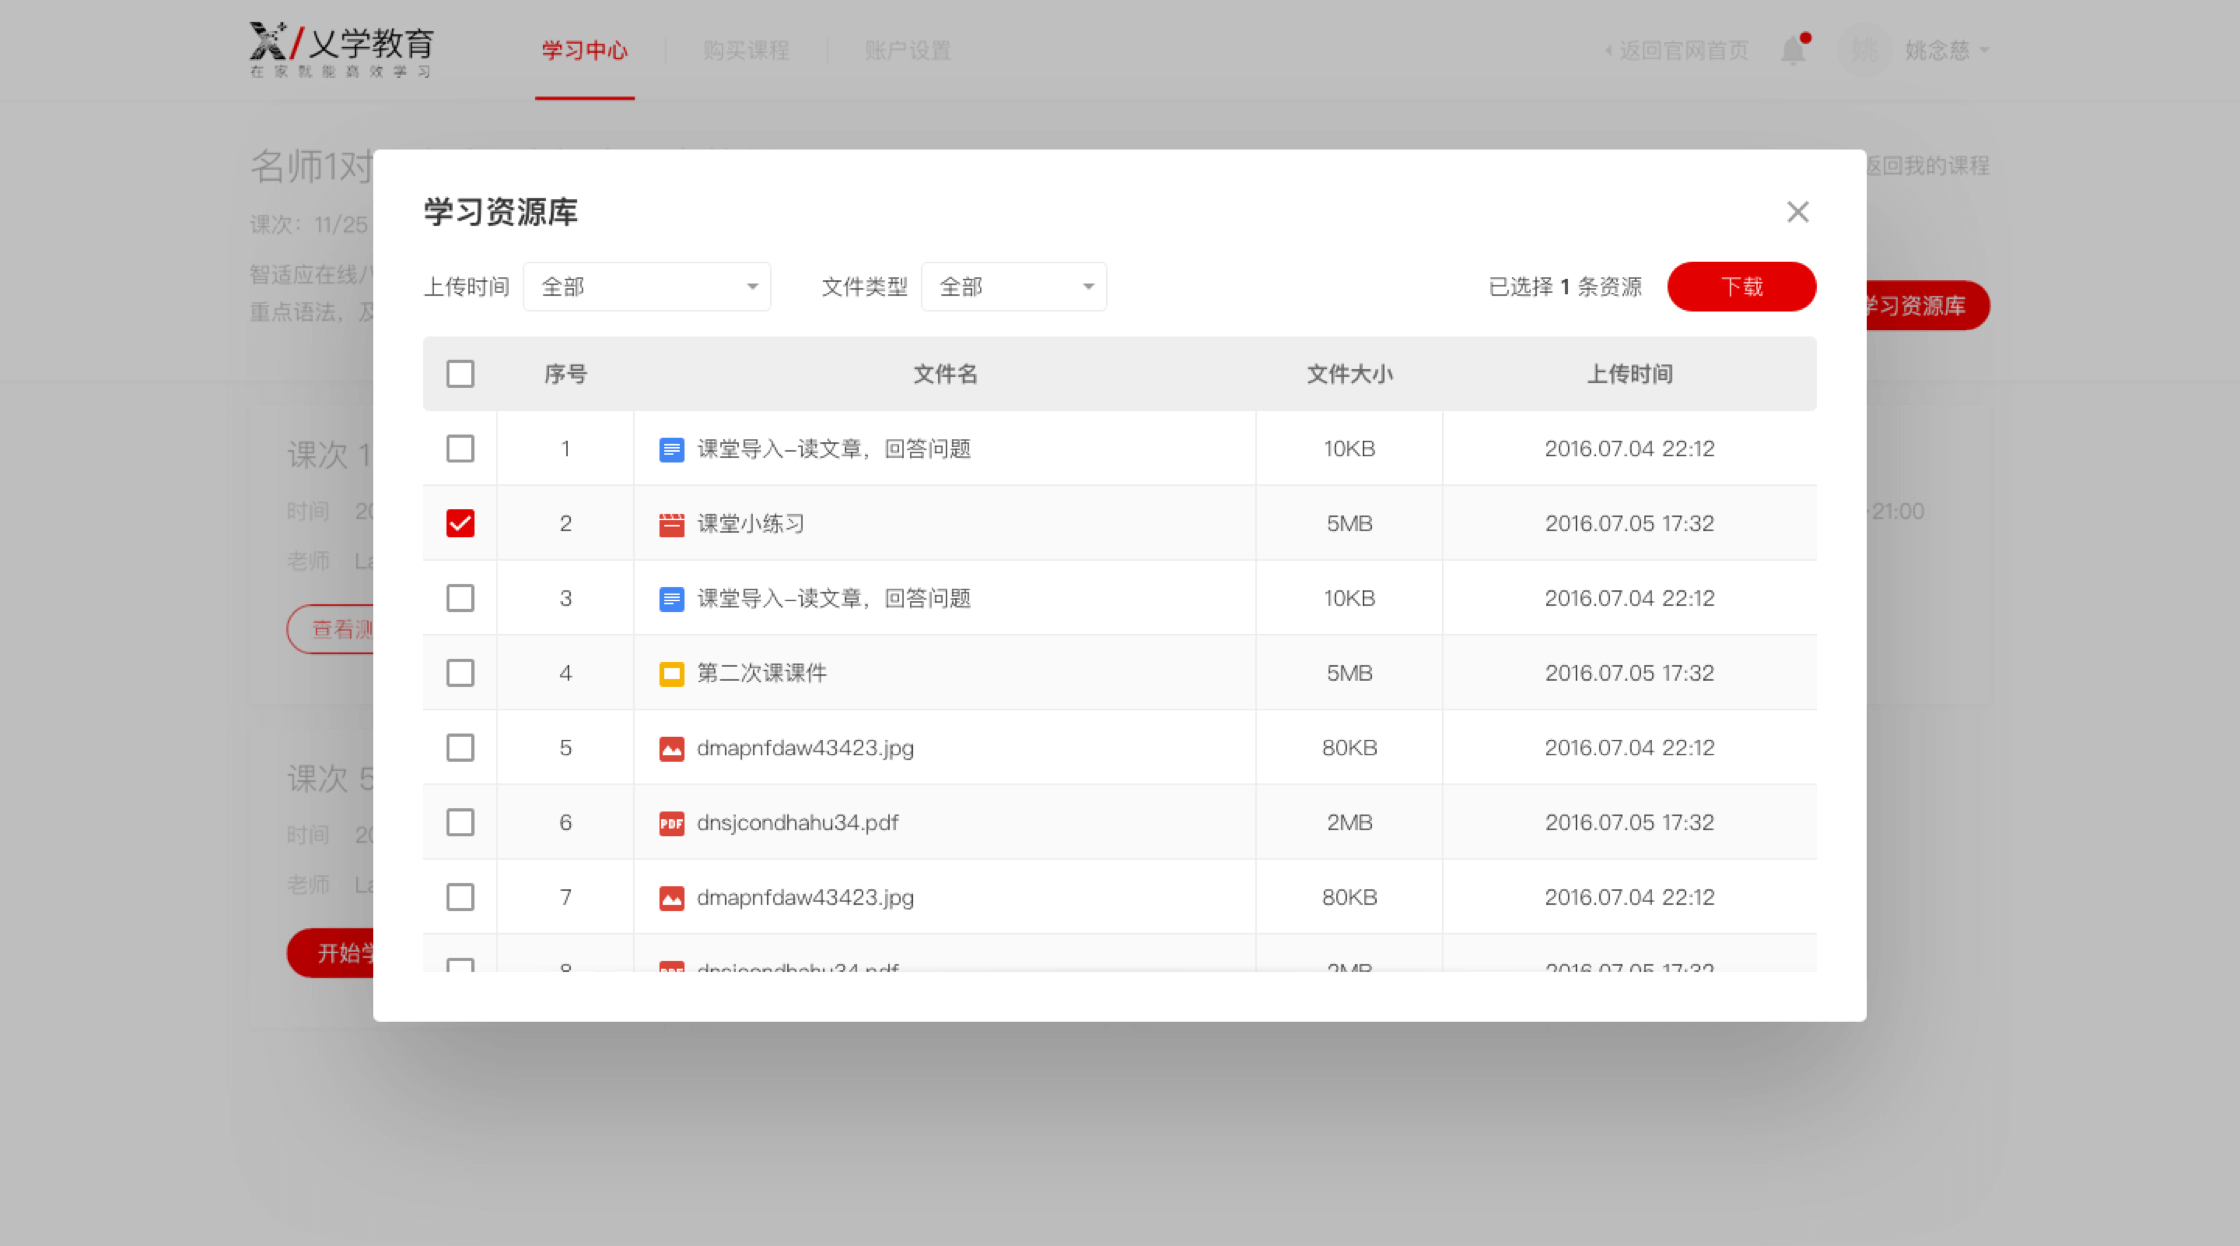 乂学教育
在家就能高效学习
学习中心
购买课程
账户设置
返回官网首页
姚
姚念慈
名师1对
返回我的课程
课次：11/25
智适应在线八
重点语法，及
学习资源库
学习资源库
上传时间 全部
文件类型 全部
已选择 1 条资源
下载
序号 文件名 文件大小 上传时间
1 课堂导入-读文章，回答问题 10KB 2016.07.04 22:12
2 课堂小练习 5MB 2016.07.05 17:32
3 课堂导入-读文章，回答问题 10KB 2016.07.04 22:12
4 第二次课课件 5MB 2016.07.05 17:32
5 dmapnfdaw43423.jpg 80KB 2016.07.04 22:12
6 PDF dnsjcondhahu34.pdf 2MB 2016.07.05 17:32
7 dmapnfdaw43423.jpg 80KB 2016.07.04 22:12
8 PDF dnsjcondhahu34.pdf 2MB 2016.07.05 17:32
课次 1
时间 20
21:00
老师 La
查看测
课次 5
时间 20
老师 La
开始学